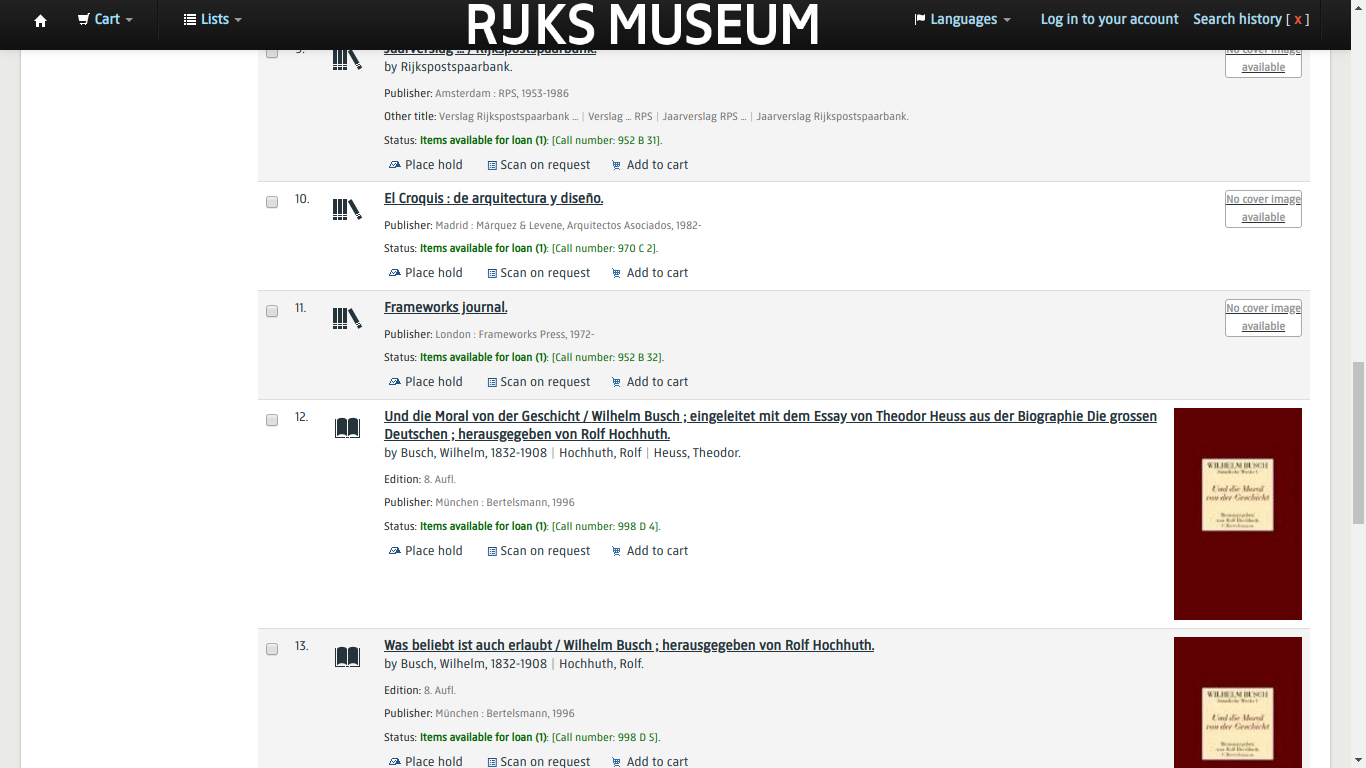 Cart
Lists
RIJKS MUSEUM
Languages
Log in to your account
Search history [ x ]
9.
Jaarverslag ... / Rijkspostspaarbank.
No cover image available
by Rijkspostspaarbank.
Publisher: Amsterdam : RPS, 1953-1986
Other title: Verslag Rijkspostspaarbank ... | Verslag ... RPS | Jaarverslag RPS ... | Jaarverslag Rijkspostspaarbank.
Status: Items available for loan (1): [Call number: 952 B 31].
Place hold Scan on request Add to cart
10.
El Croquis : de arquitectura y diseño.
No cover image available
Publisher: Madrid : Márquez & Levene, Arquitectos Asociados, 1982-
Status: Items available for loan (1): [Call number: 970 C 2].
Place hold Scan on request Add to cart
11.
Frameworks journal.
No cover image available
Publisher: London : Frameworks Press, 1972-
Status: Items available for loan (1): [Call number: 952 B 32].
Place hold Scan on request Add to cart
12.
Und die Moral von der Geschicht / Wilhelm Busch ; eingeleitet mit dem Essay von Theodor Heuss aus der Biographie Die grossen
Deutschen ; herausgegeben von Rolf Hochhuth.
by Busch, Wilhelm, 1832-1908 | Hochhuth, Rolf | Heuss, Theodor.
Edition: 8. Aufl.
Publisher: München : Bertelsmann, 1996
Status: Items available for loan (1): [Call number: 998 D 4].
Place hold Scan on request Add to cart
WILHELM BUSCH
Und die Moral
von der Geschicht
Herausgegeben
von Rolf Hochhuth
C. Bertelsmann
13.
Was beliebt ist auch erlaubt / Wilhelm Busch ; herausgegeben von Rolf Hochhuth.
by Busch, Wilhelm, 1832-1908 | Hochhuth, Rolf.
Edition: 8. Aufl.
Publisher: München : Bertelsmann, 1996
Status: Items available for loan (1): [Call number: 998 D 5].
Place hold Scan on request Add to cart
WILHELM BUSCH
Und die Moral
von der Geschicht
Herausgegeben
von Rolf Hochhuth
C. Bertelsmann